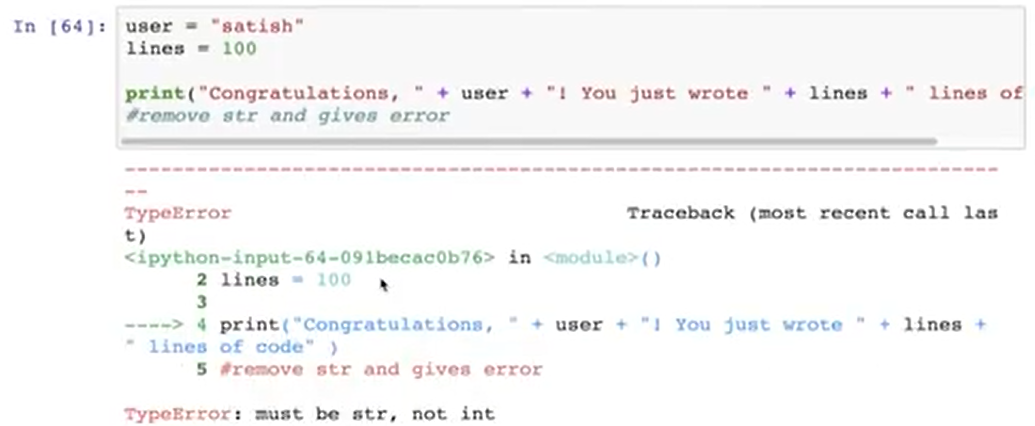 In [64]: user = "satish"
lines = 100
print("Congratulations, " + user + "! You just wrote " + lines + " lines of
#remove str and gives error
---------------------------------------------------------------------------
--
TypeError                                 Traceback (most recent call las
t)
<ipython-input-64-091becac0b76> in <module>()
      2 lines = 100
      3
----> 4 print("Congratulations, " + user + "! You just wrote " + lines +
" lines of code" )
      5 #remove str and gives error
TypeError: must be str, not int